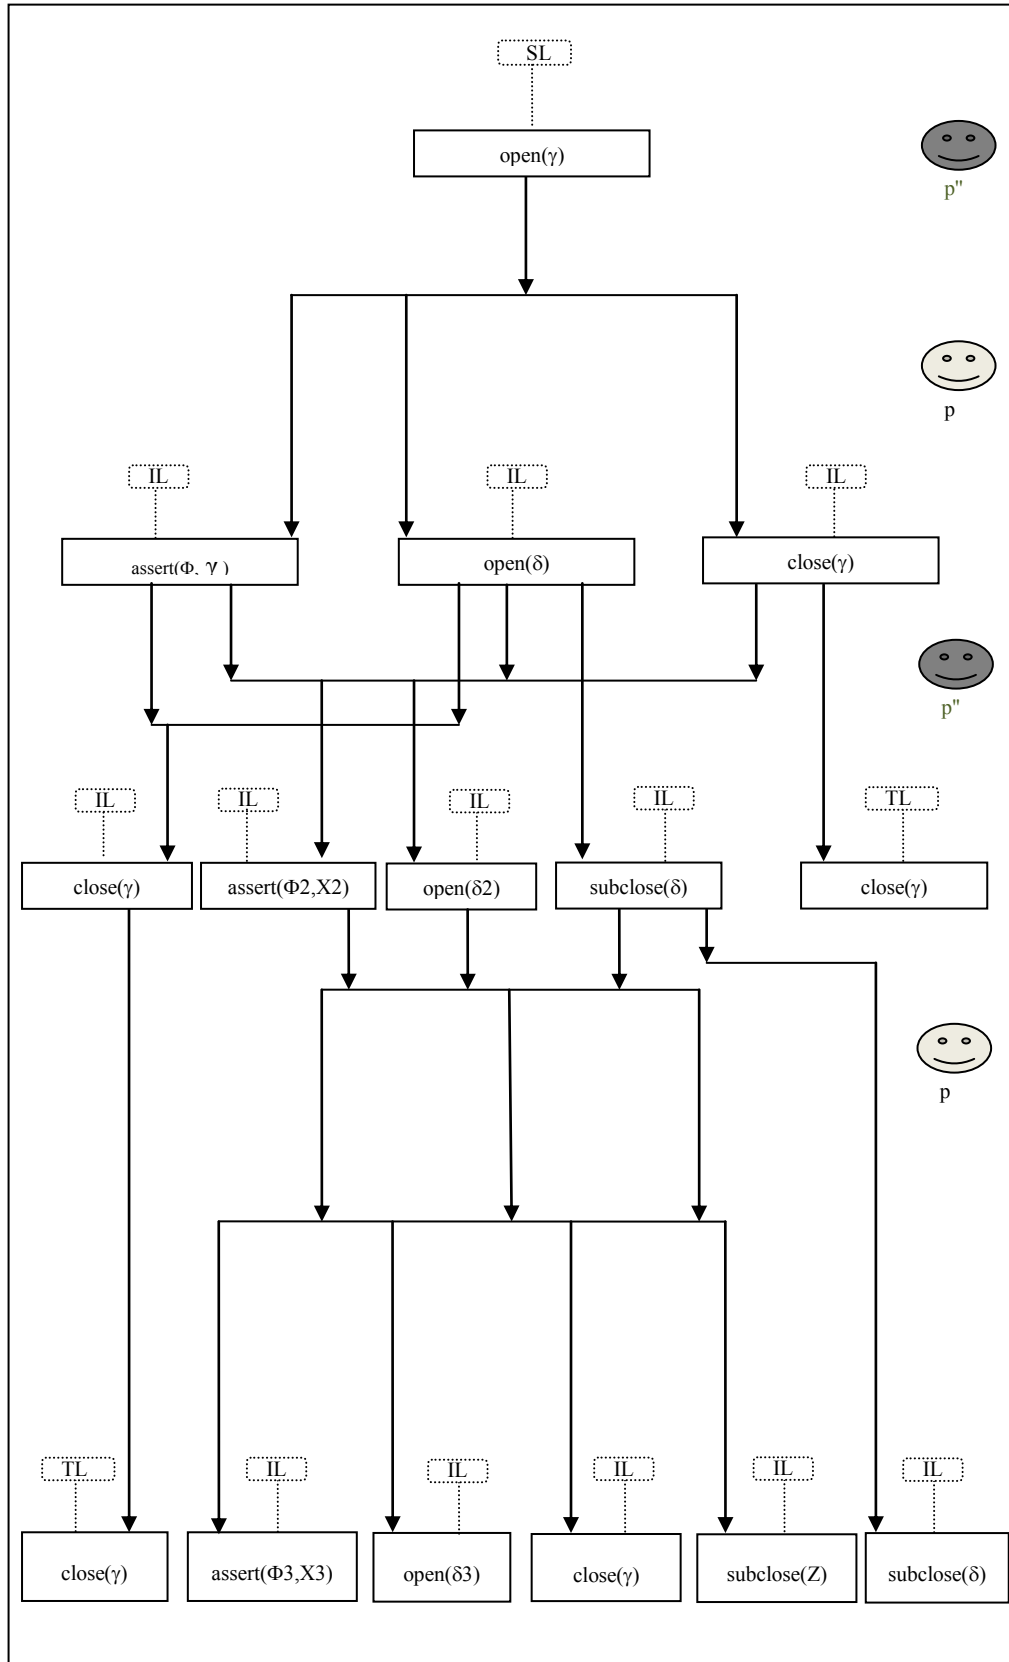 SL
open(γ)
p"
p
IL
IL
IL
assert(Φ, γ )
open(δ)
close(γ)
p"
IL
IL
IL
IL
TL
close(γ)
assert(Φ2,X2)
open(δ2)
subclose(δ)
close(γ)
p
TL
IL
IL
IL
IL
IL
close(γ)
assert(Φ3,X3)
open(δ3)
close(γ)
subclose(Z)
subclose(δ)